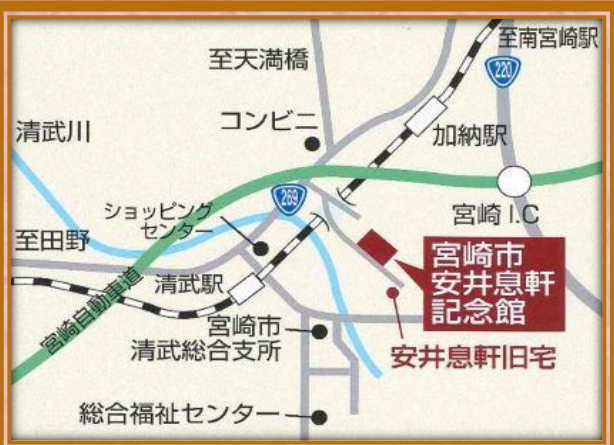 至南宮崎駅
至天満橋
220
コンビニ
清武川
加納駅
269
宮崎I.C
ショッピング
センター
至田野
宮崎市
安井息軒
記念館
清武駅
宮崎自動車道
宮崎市
清武総合支所
安井息軒旧宅
総合福祉センター